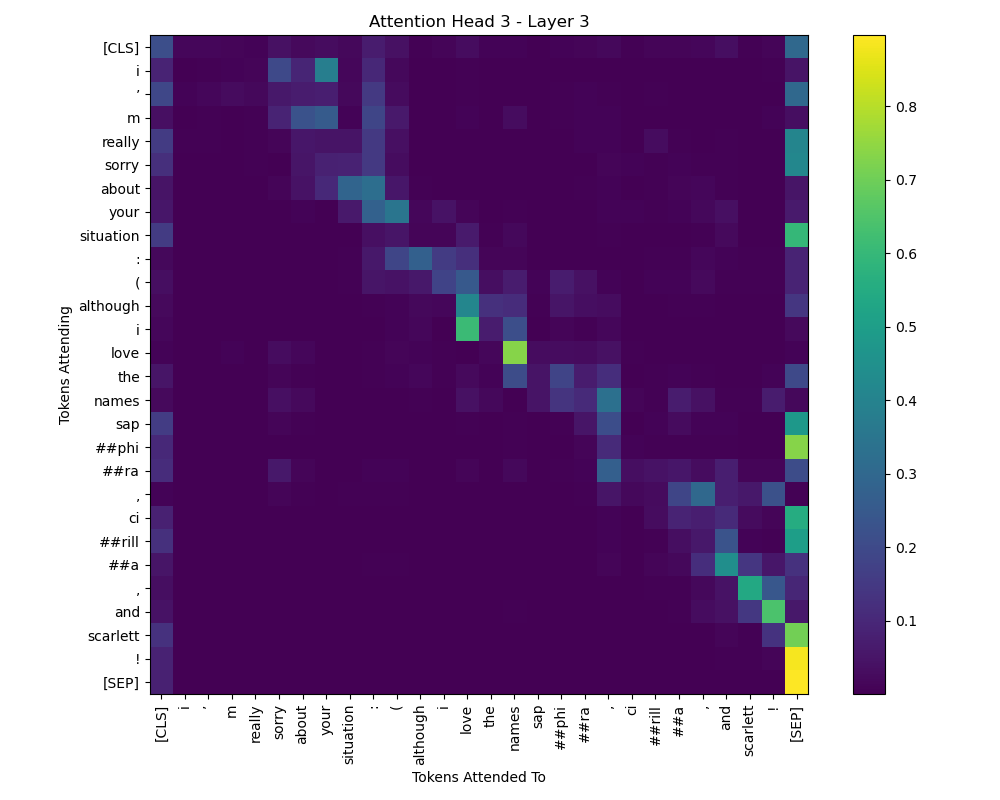 Attention Head 3 - Layer 3
[CLS]
i
’
m
really
sorry
about
your
situation
:
(
although
i
love
the
names
sap
##phi
##ra
,
ci
##rill
##a
,
and
scarlett
!
[SEP]
Tokens Attending
[CLS]
i
’
m
really
sorry
about
your
situation
:
(
although
i
love
the
names
sap
##phi
##ra
,
ci
##rill
##a
,
and
scarlett
!
[SEP]
Tokens Attended To
0.8
0.7
0.6
0.5
0.4
0.3
0.2
0.1